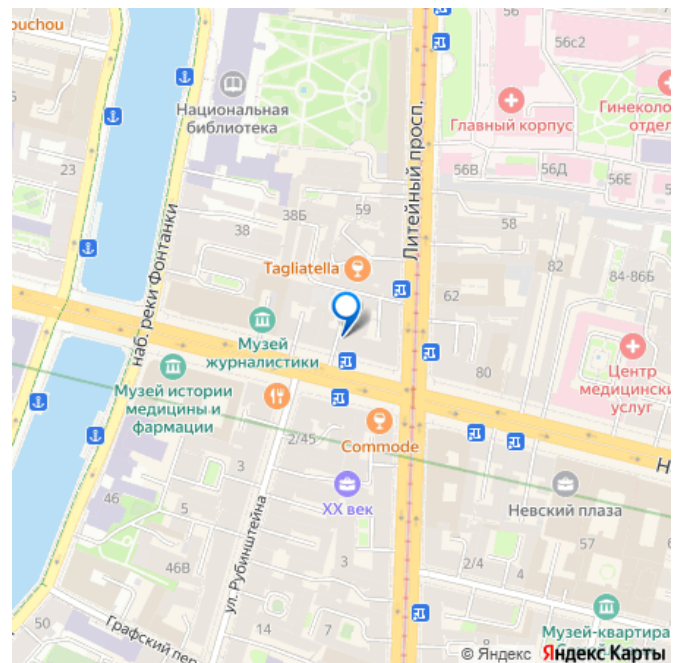 ouchou
56
56с2
Национальная
библиотека
Главный корпус
Гинеколо
отдел
Литейный просп.
56В
56Д
56Е
23
наб. реки Фонтанки
38
38Б
59
58
Tagliatella
82
84-86Б
62
Музей
журналистики
Центр
медицински
услуг
80
Музей истории
медицины и
фармации
2/45
Commode
Н
3
46
5
XX век
Невский плаза
57
ул. Рубинштейна
3
2/4
4
46В
50
Графский пер
14
7
Музей-квартира
© Яндекс Яндекс Карты